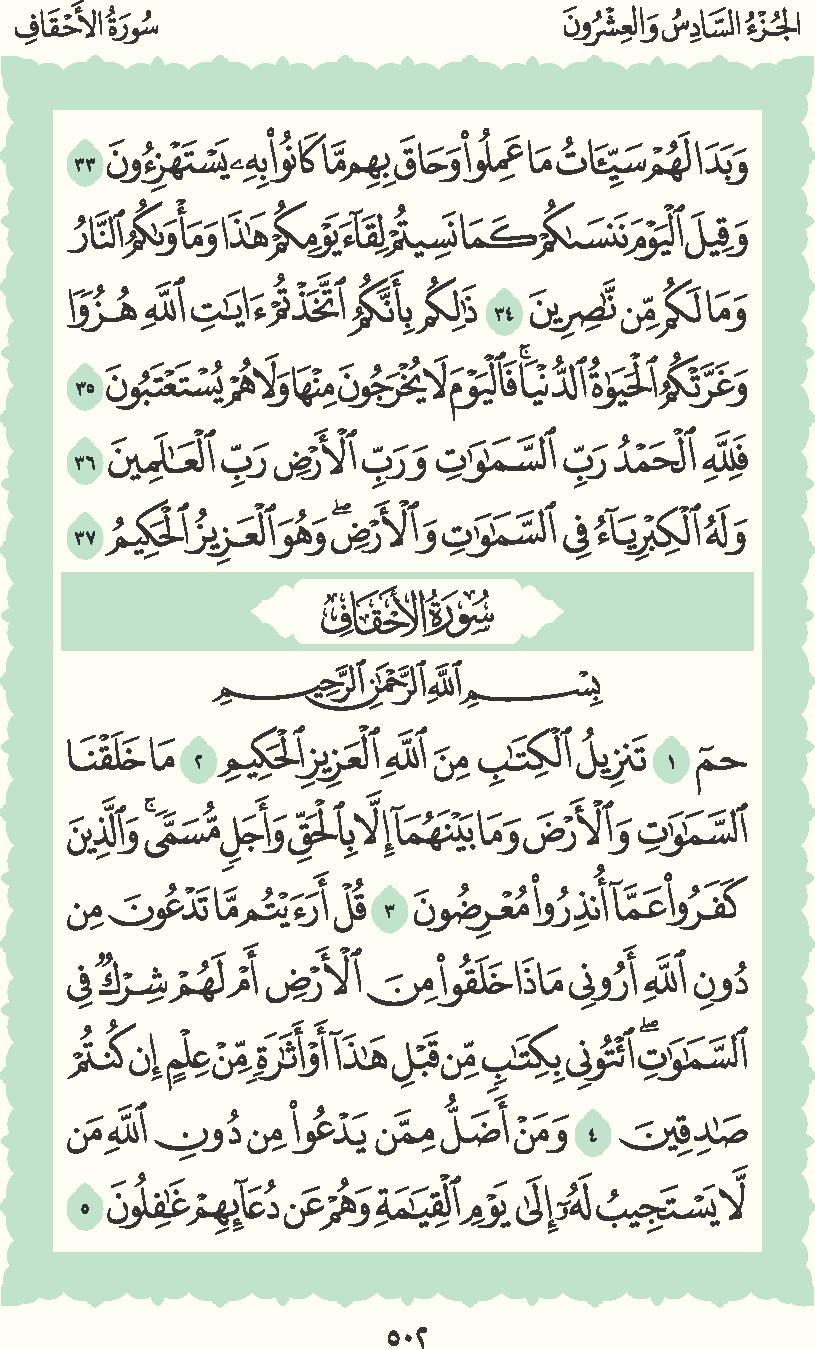 الجُزْءُ السَّادِسُ وَالعِشْرُونَ
سُورَةُ الأَحْقَافِ
وَبَدَا لَهُمْ سَيِّـَٔاتُ مَا عَمِلُوا۟ وَحَاقَ بِهِم مَّا كَانُوا۟ بِهِۦ يَسْتَهْزِءُونَ ٣٣
وَقِيلَ ٱلْيَوْمَ نَنسَىٰكُمْ كَمَا نَسِيتُمْ لِقَآءَ يَوْمِكُمْ هَـٰذَا وَمَأْوَىٰكُمُ ٱلنَّارُ
وَمَا لَكُم مِّن نَّـٰصِرِينَ ٣٤ ذَٰلِكُم بِأَنَّكُمُ ٱتَّخَذْتُمْ ءَايَـٰتِ ٱللَّهِ هُزُوًا
وَغَرَّتْكُمُ ٱلْحَيَوٰةُ ٱلدُّنْيَا ۚ فَٱلْيَوْمَ لَا يُخْرَجُونَ مِنْهَا وَلَا هُمْ يُسْتَعْتَبُونَ ٣٥
فَلِلَّهِ ٱلْحَمْدُ رَبِّ ٱلسَّمَـٰوَٰتِ وَرَبِّ ٱلْأَرْضِ رَبِّ ٱلْعَـٰلَمِينَ ٣٦
وَلَهُ ٱلْكِبْرِيَآءُ فِى ٱلسَّمَـٰوَٰتِ وَٱلْأَرْضِ ۖ وَهُوَ ٱلْعَزِيزُ ٱلْحَكِيمُ ٣٧
سُورَةُ الأَحْقَافِ
بِسْمِ ٱللَّهِ ٱلرَّحْمَـٰنِ ٱلرَّحِيمِ
حمٓ ١ تَنزِيلُ ٱلْكِتَـٰبِ مِنَ ٱللَّهِ ٱلْعَزِيزِ ٱلْحَكِيمِ ٢ مَا خَلَقْنَا
ٱلسَّمَـٰوَٰتِ وَٱلْأَرْضَ وَمَا بَيْنَهُمَآ إِلَّا بِٱلْحَقِّ وَأَجَلٍ مُّسَمًّى ۚ وَٱلَّذِينَ
كَفَرُوا۟ عَمَّآ أُنذِرُوا۟ مُعْرِضُونَ ٣ قُلْ أَرَءَيْتُم مَّا تَدْعُونَ مِن
دُونِ ٱللَّهِ أَرُونِى مَاذَا خَلَقُوا۟ مِنَ ٱلْأَرْضِ أَمْ لَهُمْ شِرْكٌ فِى
ٱلسَّمَـٰوَٰتِ ۖ ٱئْتُونِى بِكِتَـٰبٍ مِّن قَبْلِ هَـٰذَآ أَوْ أَثَـٰرَةٍ مِّنْ عِلْمٍ إِن كُنتُمْ
صَـٰدِقِينَ ٤ وَمَنْ أَضَلُّ مِمَّن يَدْعُوا۟ مِن دُونِ ٱللَّهِ مَن
لَّا يَسْتَجِيبُ لَهُۥٓ إِلَىٰ يَوْمِ ٱلْقِيَـٰمَةِ وَهُمْ عَن دُعَآئِهِمْ غَـٰفِلُونَ ٥
٥٠٢